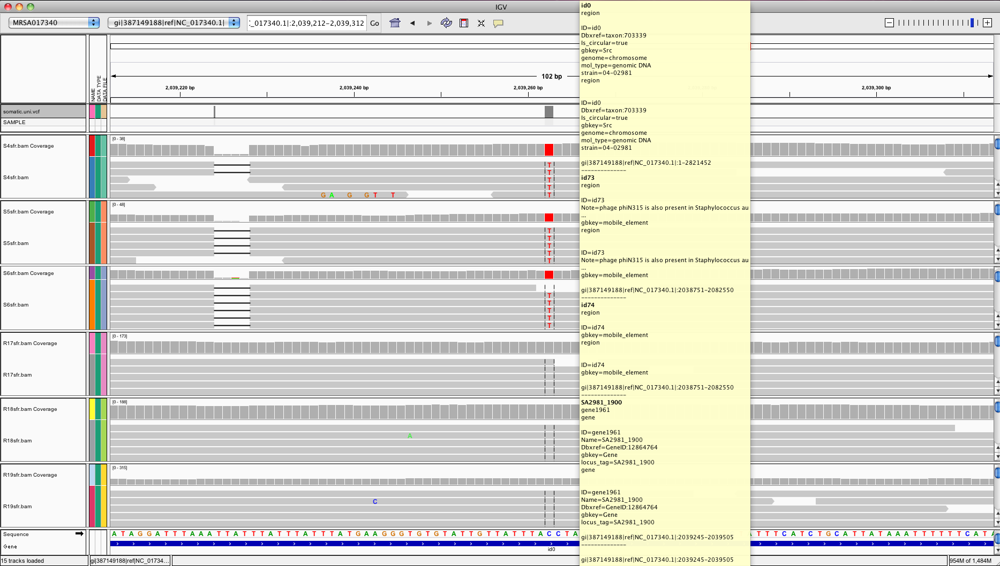 IGV
MRSA017340
gi|387149188|ref|NC_017340.1|
:_017340.1|:2,039,212-2,039,312
Go
NAME
DATA TYPE
DATA FILE
102 bp
2,039,220 bp
2,039,240 bp
2,039,260 bp
2,039,300 bp
somatic.uni.vcf
SAMPLE
S4sfr.bam Coverage
[0 - 38]
S4sfr.bam
T
T
T
T
G A G G T T T
S5sfr.bam Coverage
[0 - 48]
S5sfr.bam
T
T
T
T
T
S6sfr.bam Coverage
[0 - 46]
S6sfr.bam
T
T
T
T
T
R17sfr.bam Coverage
[0 - 173]
R17sfr.bam
R18sfr.bam Coverage
[0 - 188]
R18sfr.bam
A
R19sfr.bam Coverage
[0 - 315]
R19sfr.bam
C
Sequence
A T A G G A T T T A A A T T A T T T A T T T A T T T A T G A A G G G T G T G T A T T G T T A T T T A C C T A
A T T T C A T C T G C A T T A T A A A T T T T T T C A T A
Gene
id0
15 tracks loaded
gi|387149188|ref|NC_01734...
954M of 1,484M
id0
region
ID=id0
Dbxref=taxon:703339
Is_circular=true
gbkey=Src
genome=chromosome
mol_type=genomic DNA
strain=04-02981
region
ID=id0
Dbxref=taxon:703339
Is_circular=true
gbkey=Src
genome=chromosome
mol_type=genomic DNA
strain=04-02981
gi|387149188|ref|NC_017340.1|:1-2821452
--------------
id73
region
ID=id73
Note=phage phiN315 is also present in Staphylococcus au
...
gbkey=mobile_element
region
ID=id73
Note=phage phiN315 is also present in Staphylococcus au
...
gbkey=mobile_element
gi|387149188|ref|NC_017340.1|:2038751-2082550
--------------
id74
region
ID=id74
gbkey=mobile_element
region
ID=id74
gbkey=mobile_element
gi|387149188|ref|NC_017340.1|:2038751-2082550
--------------
SA2981_1900
gene1961
gene
ID=gene1961
Name=SA2981_1900
Dbxref=GeneID:12864764
gbkey=Gene
locus_tag=SA2981_1900
gene
ID=gene1961
Name=SA2981_1900
Dbxref=GeneID:12864764
gbkey=Gene
locus_tag=SA2981_1900
gi|387149188|ref|NC_017340.1|:2039245-2039505
--------------
gi|387149188|ref|NC_017340.1|:2039245-2039505